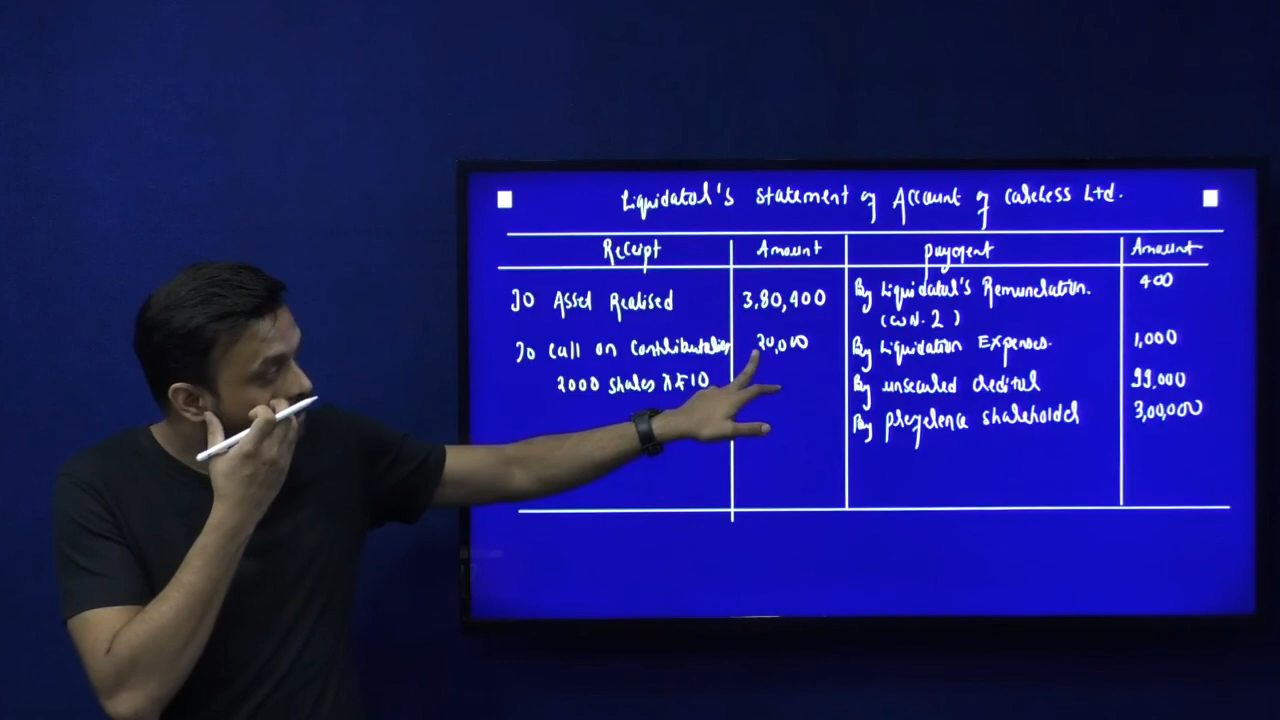 Liquidator's Statement of Account of Careless Ltd.
Receipt Amount Payment Amount
To Asset Realised 3,80,400 By Liquidator's Remuneration. 400
(W.N. 2)
To Call on Contributories 20,000 By Liquidation Expenses. 1,000
2000 shares x ₹10 By unsecured creditor 99,000
By preference shareholder 3,00,000